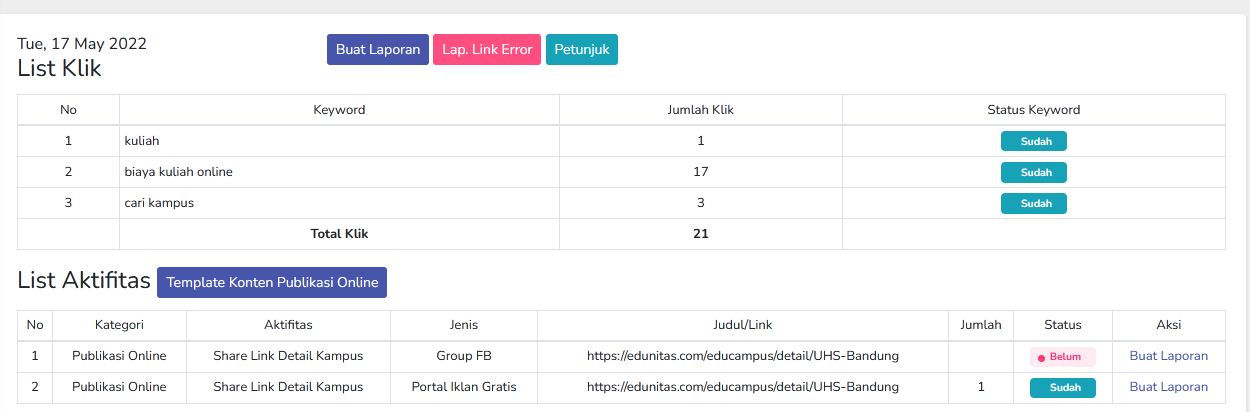 Tue, 17 May 2022
List Klik
Buat Laporan Lap. Link Error Petunjuk
No Keyword Jumlah Klik Status Keyword
1 kuliah 1 Sudah
2 biaya kuliah online 17 Sudah
3 cari kampus 3 Sudah
Total Klik 21
List Aktifitas Template Konten Publikasi Online
No Kategori Aktifitas Jenis Judul/Link Jumlah Status Aksi
1 Publikasi Online Share Link Detail Kampus Group FB https://edunitas.com/educampus/detail/UHS-Bandung Belum Buat Laporan
2 Publikasi Online Share Link Detail Kampus Portal Iklan Gratis https://edunitas.com/educampus/detail/UHS-Bandung 1 Sudah Buat Laporan